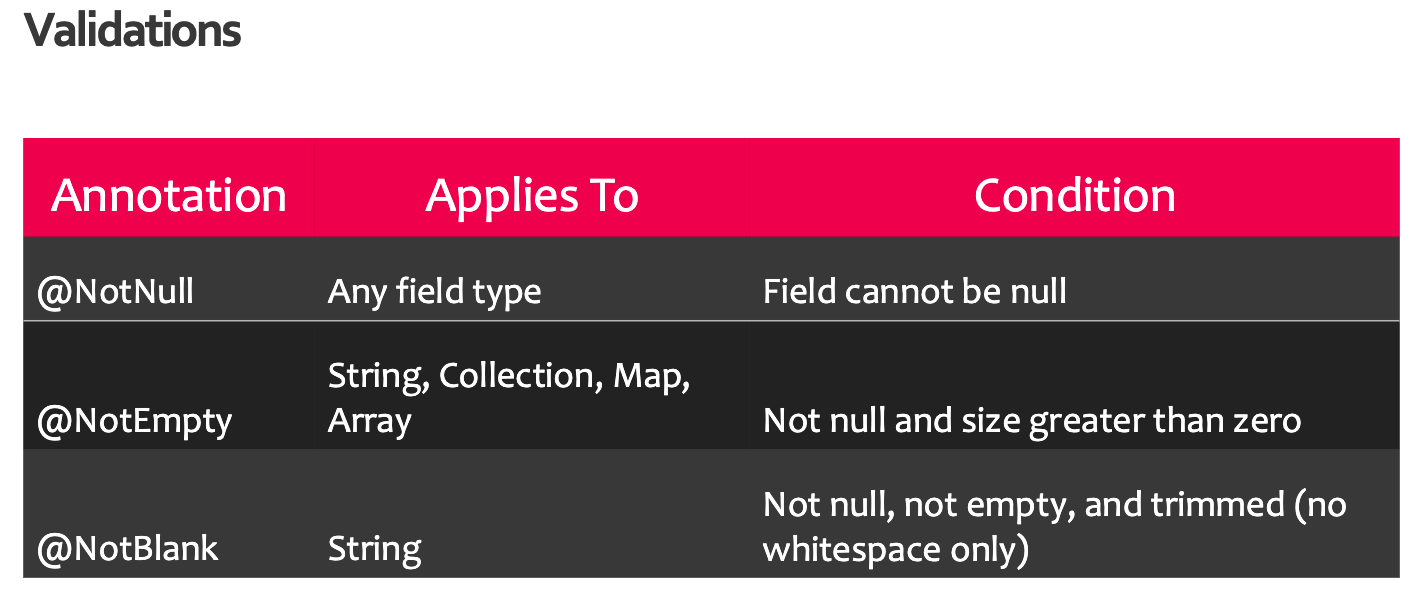 Validations
Annotation Applies To Condition
@NotNull Any field type Field cannot be null
String, Collection, Map,
@NotEmpty Array Not null and size greater than zero
Not null, not empty, and trimmed (no
@NotBlank String whitespace only)